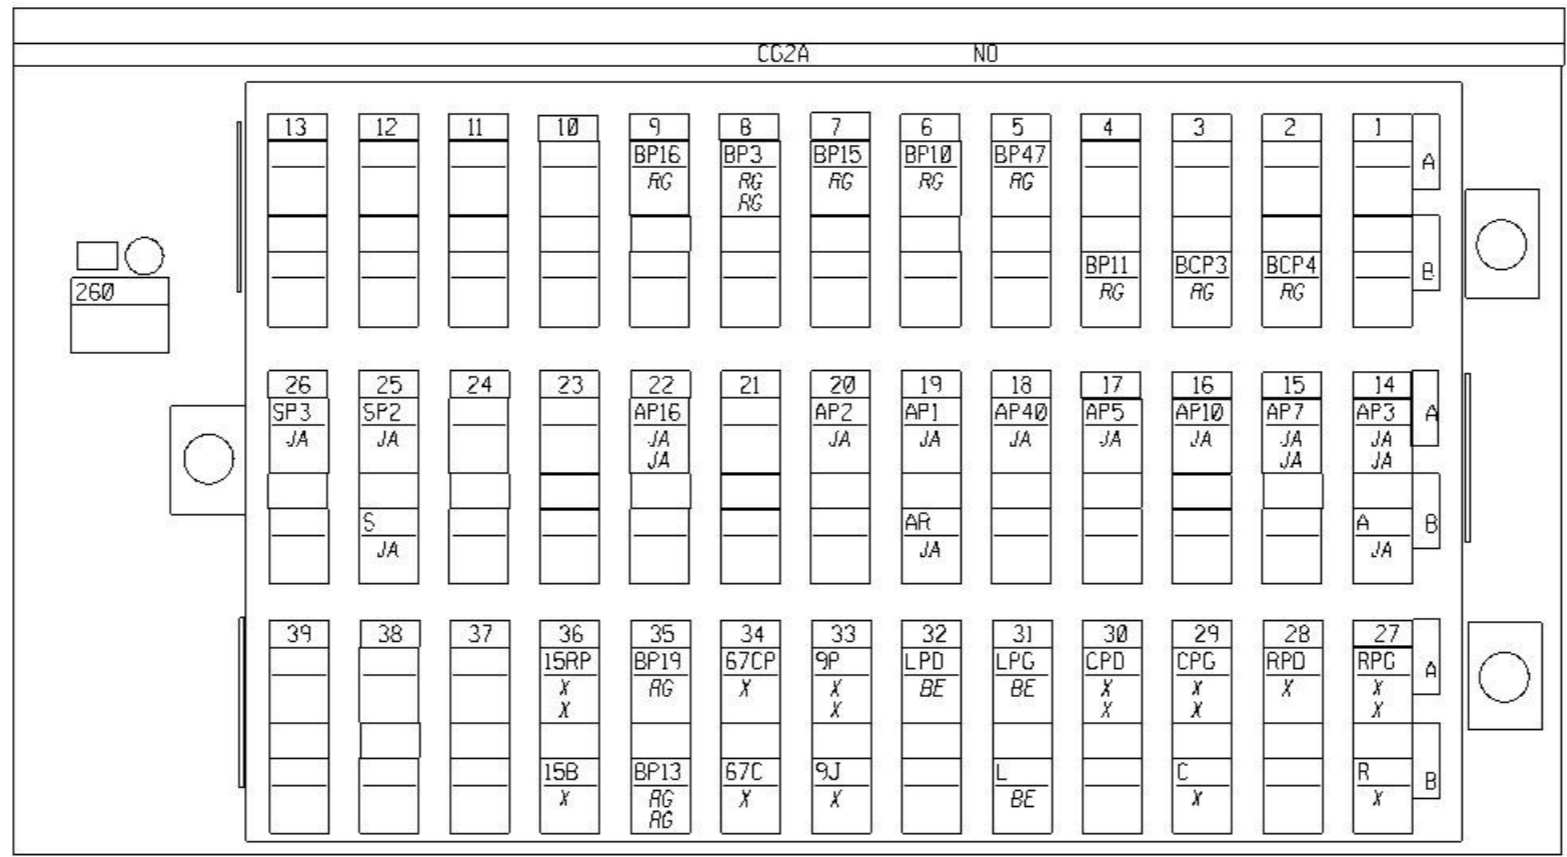 CG2A NO
13 12 11 10 9 8 7 6 5 4 3 2 1
BP16 BP3 BP15 BP10 BP47 A
RG RG RG RG RG
RG
260
BP11 BCP3 BCP4 B
RG RG RG
26 25 24 23 22 21 20 19 18 17 16 15 14
SP3 SP2 AP16 AP2 AP1 AP40 AP5 AP10 AP7 AP3 A
JA JA JA JA JA JA JA JA JA JA
JA JA JA
S AR A B
JA JA JA
39 38 37 36 35 34 33 32 31 30 29 28 27
15RP BP19 67CP 9P LPD LPG CPD CPG RPD RPG A
X RG X X BE BE X X X X
X X X X X
15B BP13 67C 9J L C R B
X RG X X BE X X
RG